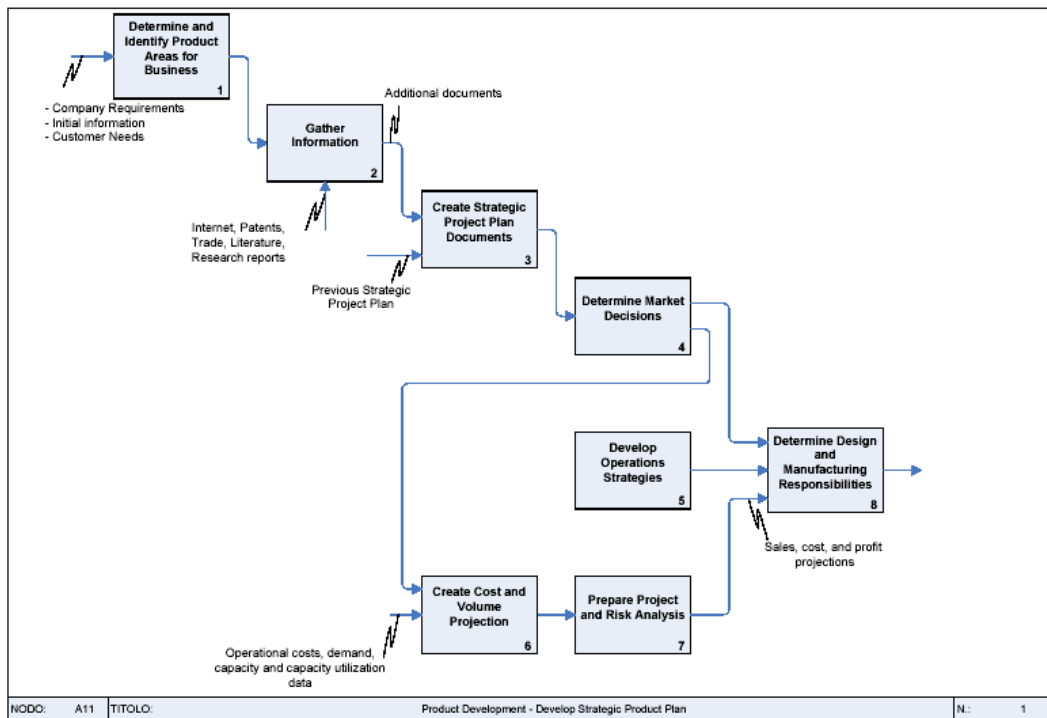 Determine and
Identify Product
Areas for
Business
1
- Company Requirements
- Initial information
- Customer Needs
Additional documents
Gather
Information
2
Internet, Patents,
Trade, Literature,
Research reports
Create Strategic
Project Plan
Documents
3
Previous Strategic
Project Plan
Determine Market
Decisions
4
Develop
Operations
Strategies
5
Determine Design
and
Manufacturing
Responsibilities
8
Sales, cost, and profit
projections
Create Cost and
Volume
Projection
6
Prepare Project
and Risk Analysis
7
Operational costs, demand,
capacity and capacity utilization
data
NODO: A11 TITOLO: Product Development - Develop Strategic Product Plan N.: 1